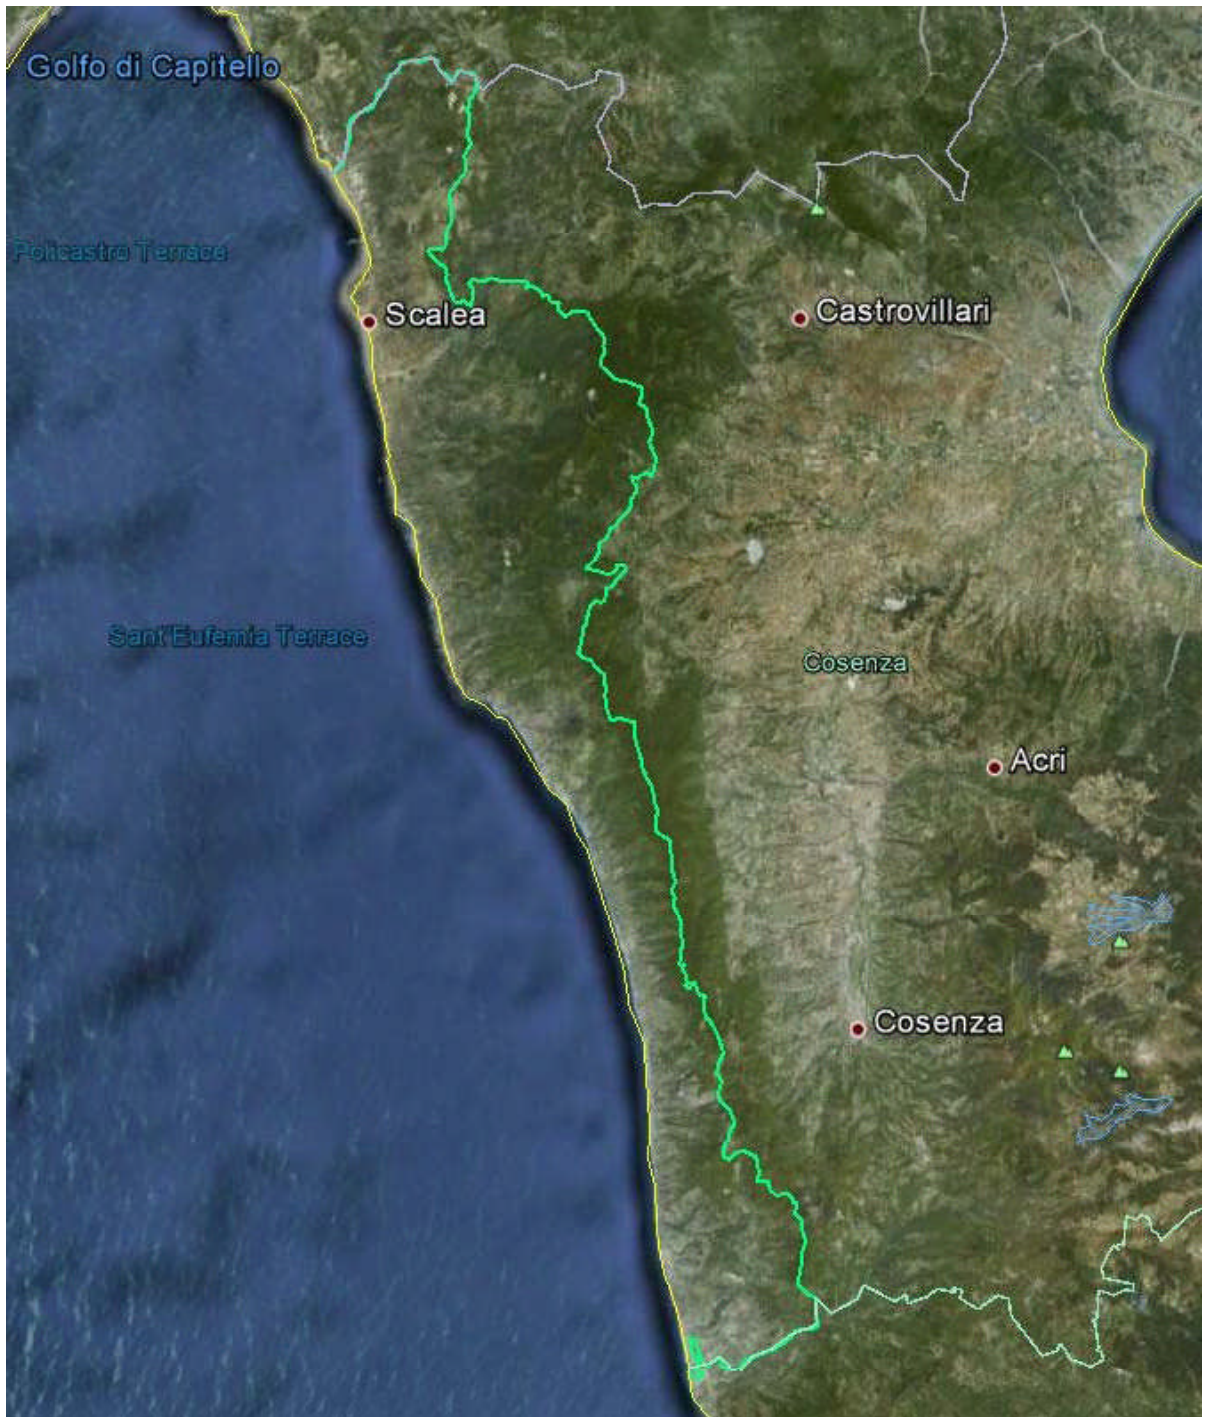 Golfo di Capitello
Policastro Terrace
Scalea
Castrovillari
Sant'Eufemia Terrace
Cosenza
Acri
Cosenza